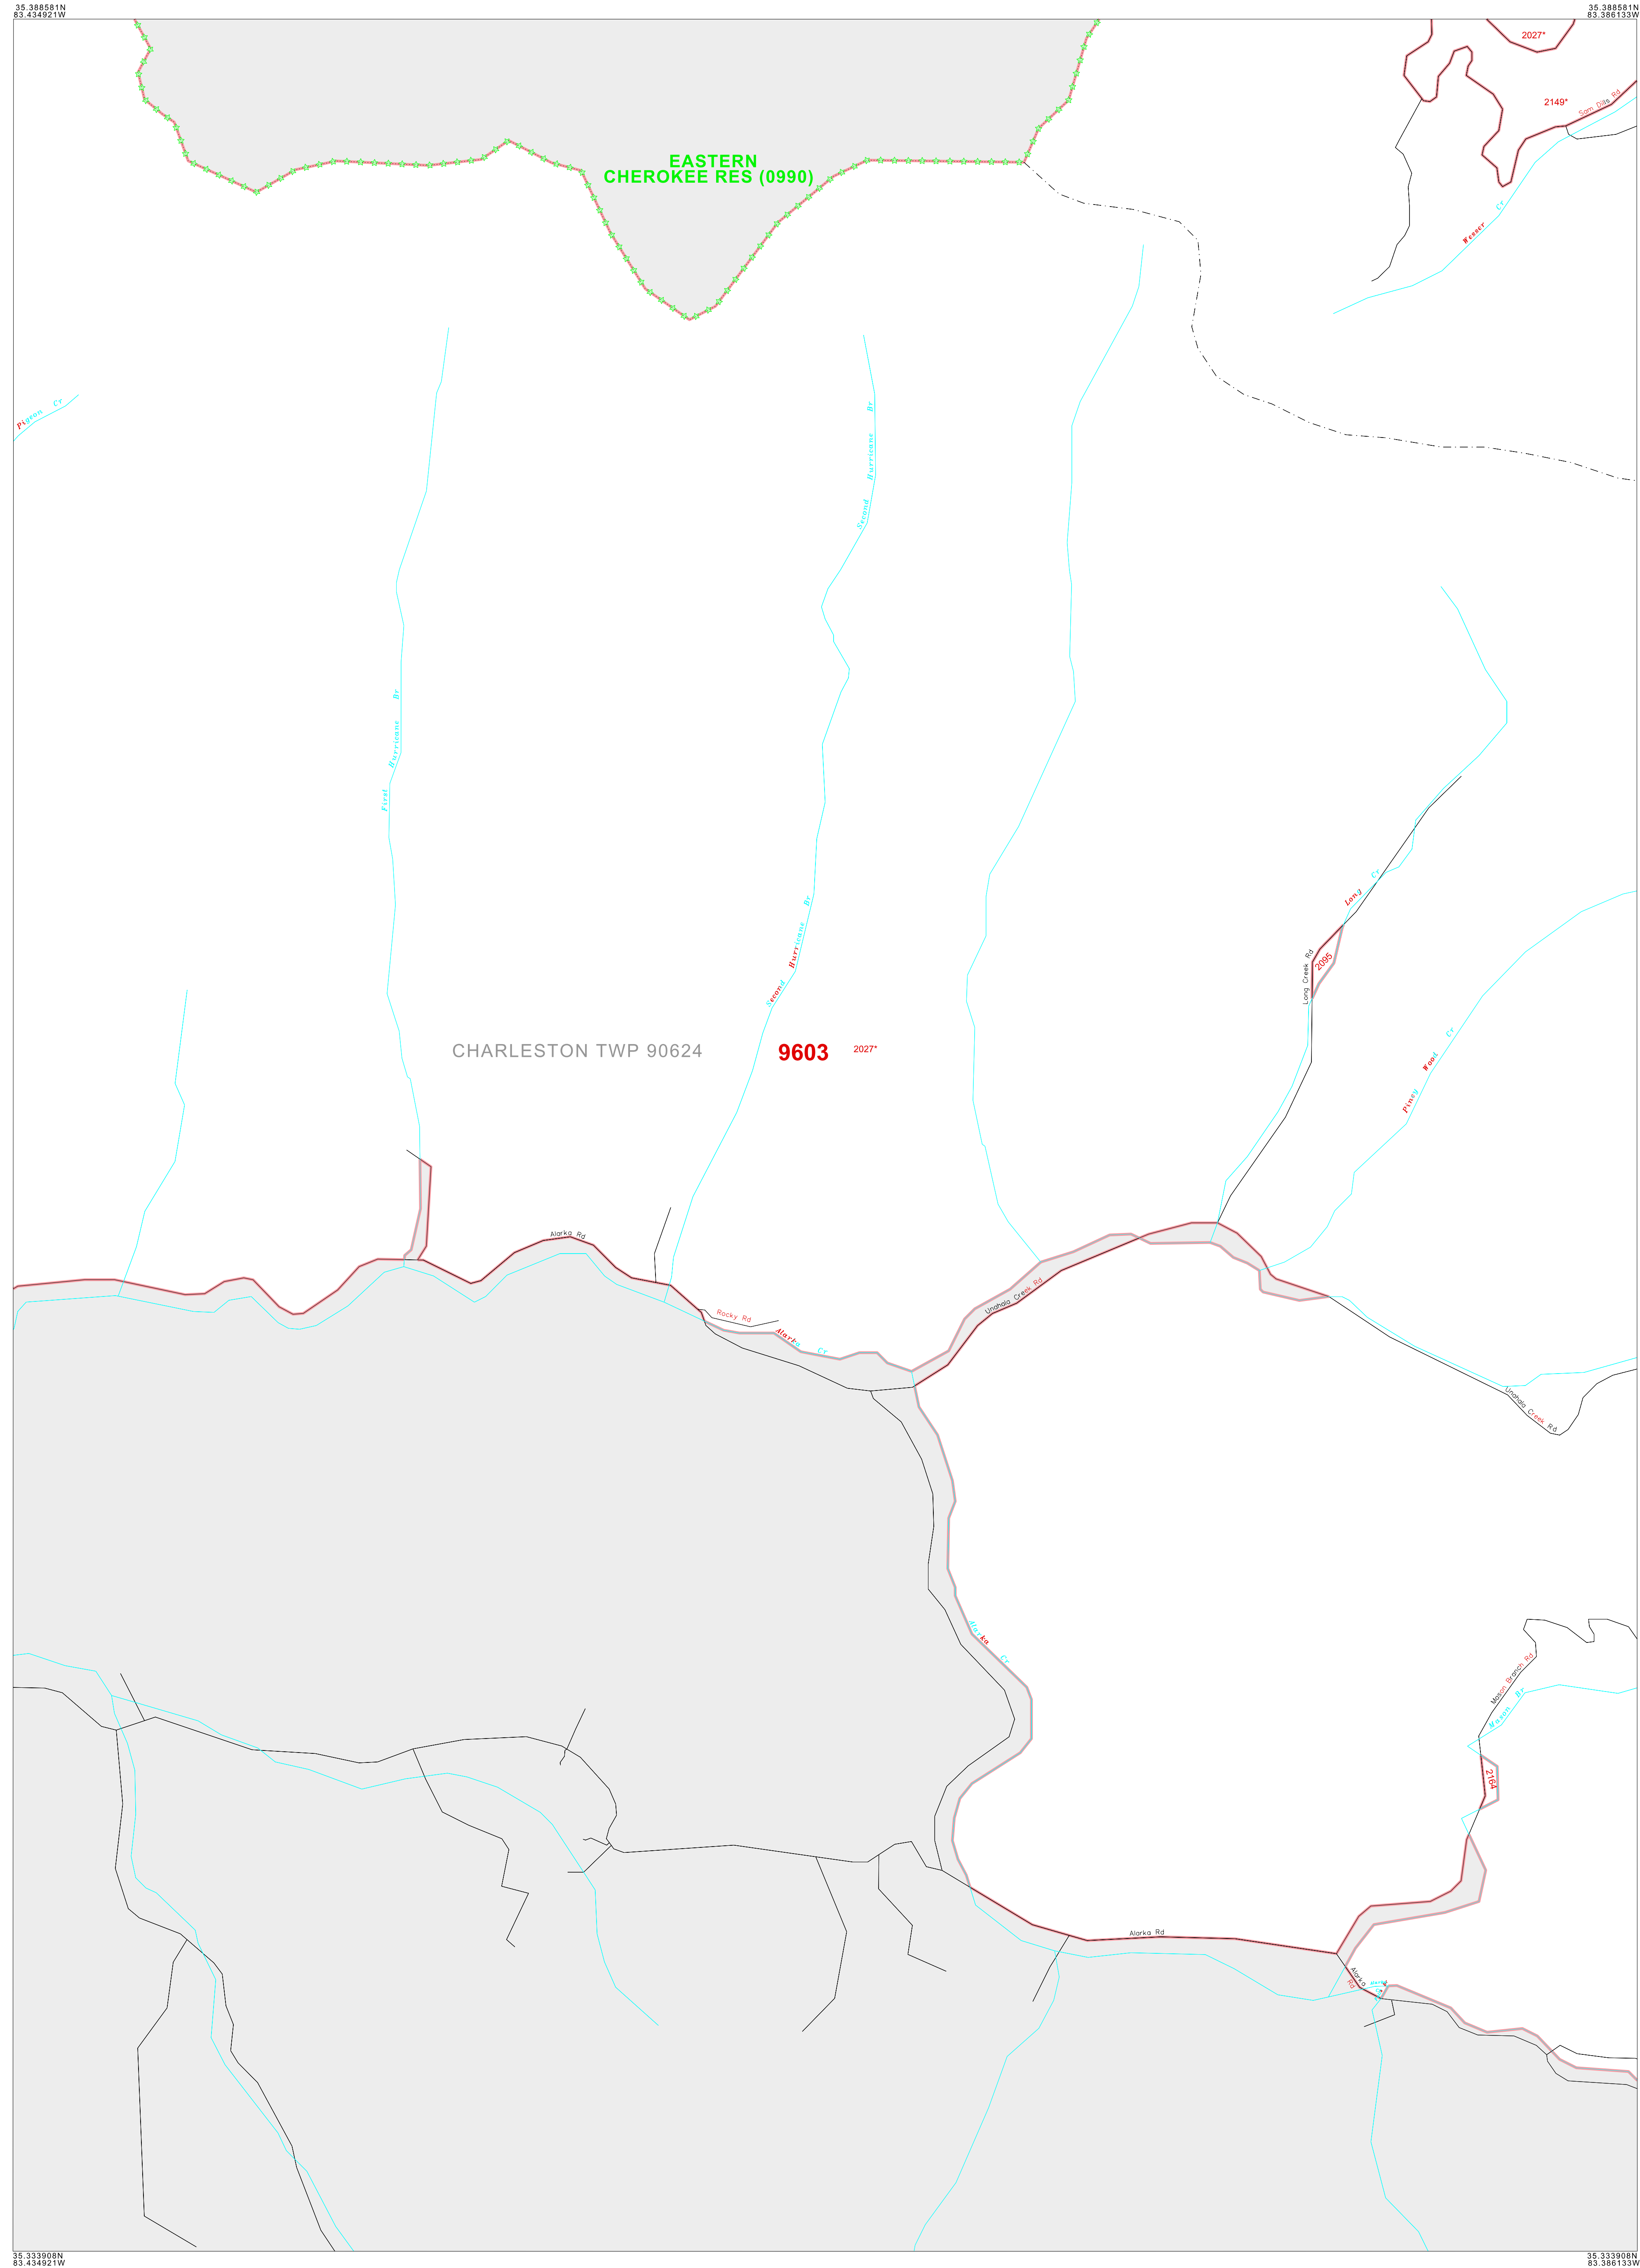 35.388581N
83.434921W
35.388581N
83.386133W
2027*
2149*
Sam Dills Rd
EASTERN
CHEROKEE RES (0990)
Wesser Cr
Pigeon Cr
Second Hurricane Br
First Hurricane Br
Long Cr
Second Hurricane Br
Long Creek Rd
2095
CHARLESTON TWP 90624
9603
2027*
Piney Wood Cr
Alarka Rd
Unahala Creek Rd
Rocky Rd
Alarka Cr
Unahala Creek Rd
Alarka Cr
Mason Branch Rd
Mason Br
2164
Alarka Rd
Alarka Rd
35.333908N
83.434921W
35.333908N
83.386133W